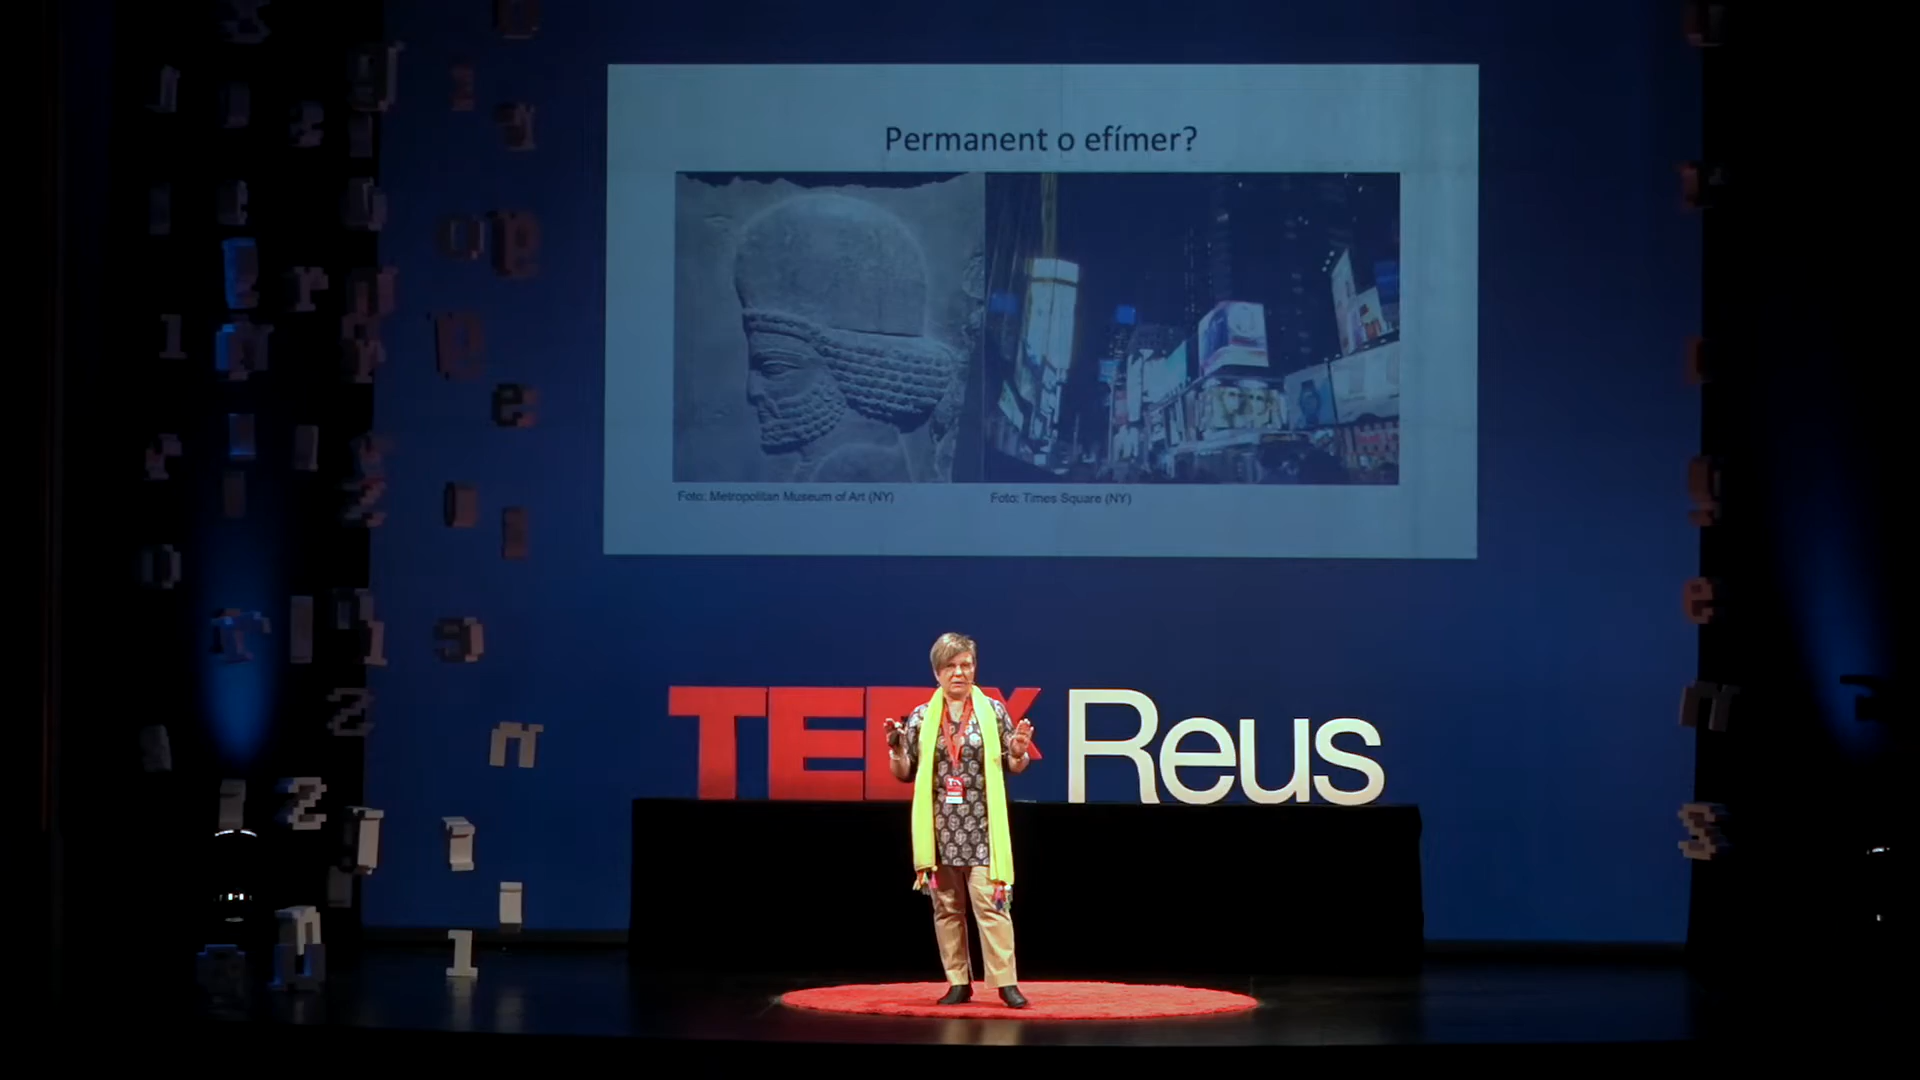 Permanent o efímer?
Foto: Metropolitan Museum of Art (NY)
Foto: Times Square (NY)
TEDx Reus